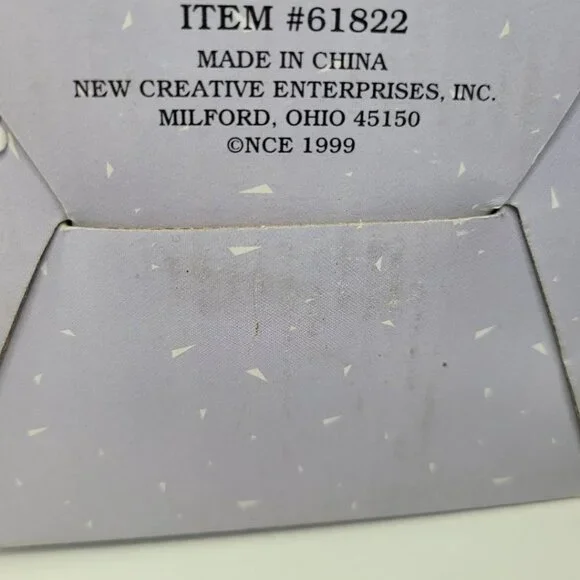 ITEM #61822
MADE IN CHINA
NEW CREATIVE ENTERPRISES, INC.
MILFORD, OHIO 45150
©NCE 1999